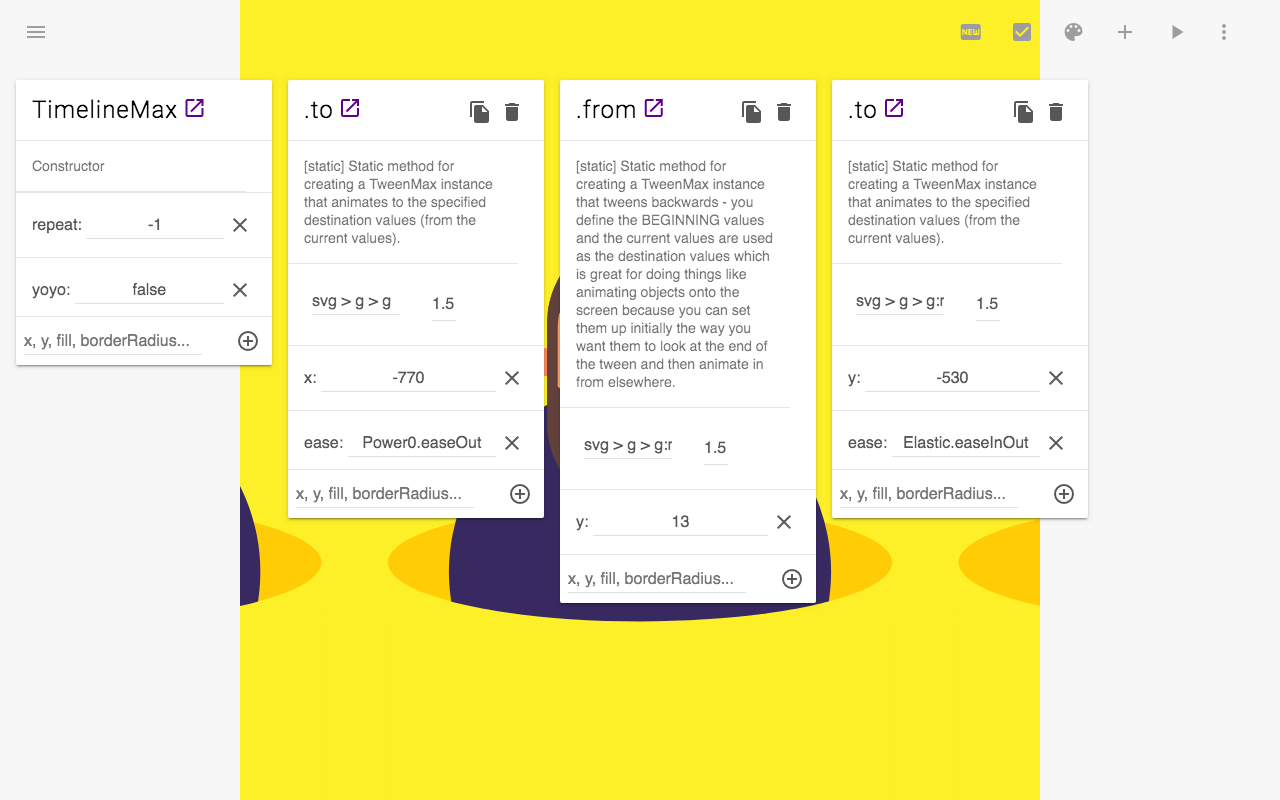 NEW
TimelineMax
Constructor
repeat: -1
yoyo: false
x, y, fill, borderRadius...
.to
[static] Static method for
creating a TweenMax instance
that animates to the specified
destination values (from the
current values).
svg > g > g 1.5
x: -770
ease: Power0.easeOut
x, y, fill, borderRadius...
.from
[static] Static method for
creating a TweenMax instance
that tweens backwards - you
define the BEGINNING values
and the current values are used
as the destination values which
is great for doing things like
animating objects onto the
screen because you can set
them up initially the way you
want them to look at the end of
the tween and then animate in
from elsewhere.
svg > g > g:r 1.5
y: 13
x, y, fill, borderRadius...
.to
[static] Static method for
creating a TweenMax instance
that animates to the specified
destination values (from the
current values).
svg > g > g:r 1.5
y: -530
ease: Elastic.easeInOut
x, y, fill, borderRadius...